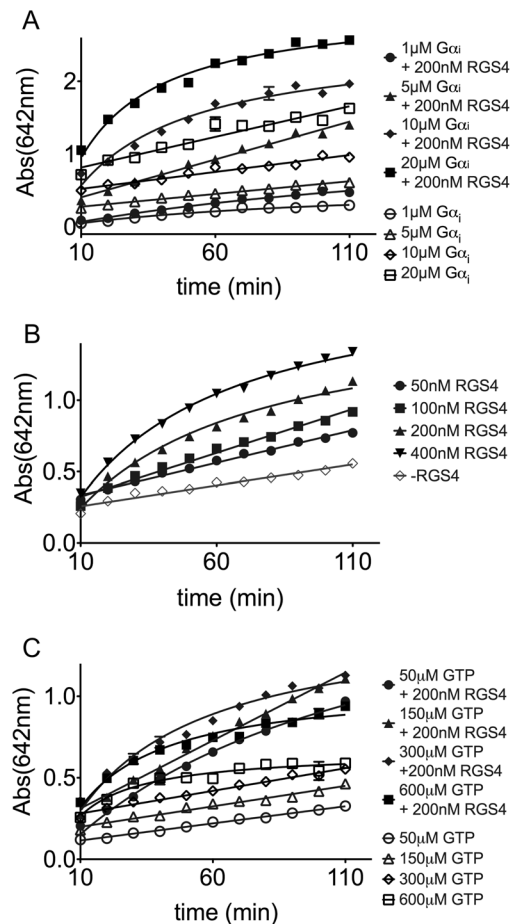 A
Abs(642nm)
2
1
0
10
60
110
time (min)
1µM Gαi
+ 200nM RGS4
5µM Gαi
+ 200nM RGS4
10µM Gαi
+ 200nM RGS4
20µM Gαi
+ 200nM RGS4
1µM Gαi
5µM Gαi
10µM Gαi
20µM Gαi
B
Abs(642nm)
1.0
0.5
0.0
10
60
110
time (min)
50nM RGS4
100nM RGS4
200nM RGS4
400nM RGS4
-RGS4
C
Abs(642nm)
1.0
0.5
0.0
10
60
110
time (min)
50µM GTP
+ 200nM RGS4
150µM GTP
+ 200nM RGS4
300µM GTP
+200nM RGS4
600µM GTP
+ 200nM RGS4
50µM GTP
150µM GTP
300µM GTP
600µM GTP